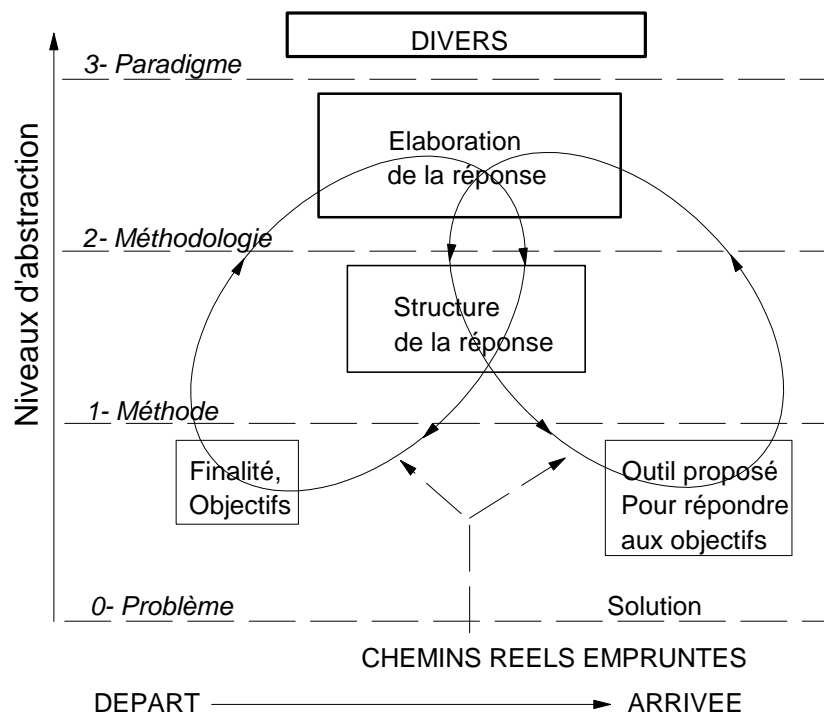 DIVERS
3- Paradigme
Elaboration
de la réponse
2- Méthodologie
Structure
de la réponse
Niveaux d'abstraction
1- Méthode
Finalité,
Objectifs
Outil proposé
Pour répondre
aux objectifs
0- Problème
Solution
CHEMINS REELS EMPRUNTES
DEPART
ARRIVEE